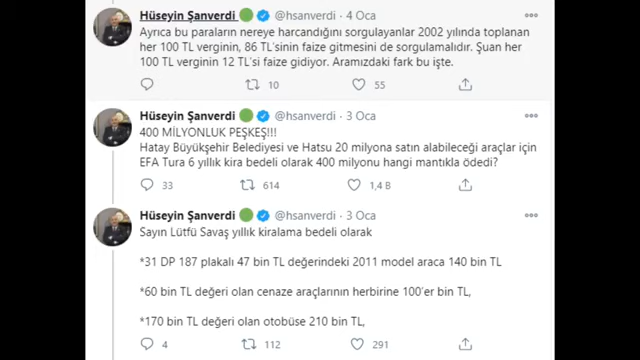 Hüseyin Şanverdi @hsanverdi · 4 Oca
Ayrıca bu paraların nereye harcandığını sorgulayanlar 2002 yılında toplanan
her 100 TL verginin, 86 TL'sinin faize gitmesini de sorgulamalıdır. Şuan her
100 TL verginin 12 TL'si faize gidiyor. Aramızdaki fark bu işte.
10 55
Hüseyin Şanverdi @hsanverdi · 3 Oca
400 MİLYONLUK PEŞKEŞ!!!
Hatay Büyükşehir Belediyesi ve Hatsu 20 milyona satın alabileceği araçlar için
EFA Tura 6 yıllık kira bedeli olarak 400 milyonu hangi mantıkla ödedi?
33 614 1,4 B
Hüseyin Şanverdi @hsanverdi · 3 Oca
Sayın Lütfü Savaş yıllık kiralama bedeli olarak
*31 DP 187 plakalı 47 bin TL değerindeki 2011 model araca 140 bin TL
*60 bin TL değeri olan cenaze araçlarının herbirine 100'er bin TL,
*170 bin TL değeri olan otobüse 210 bin TL,
4 112 291